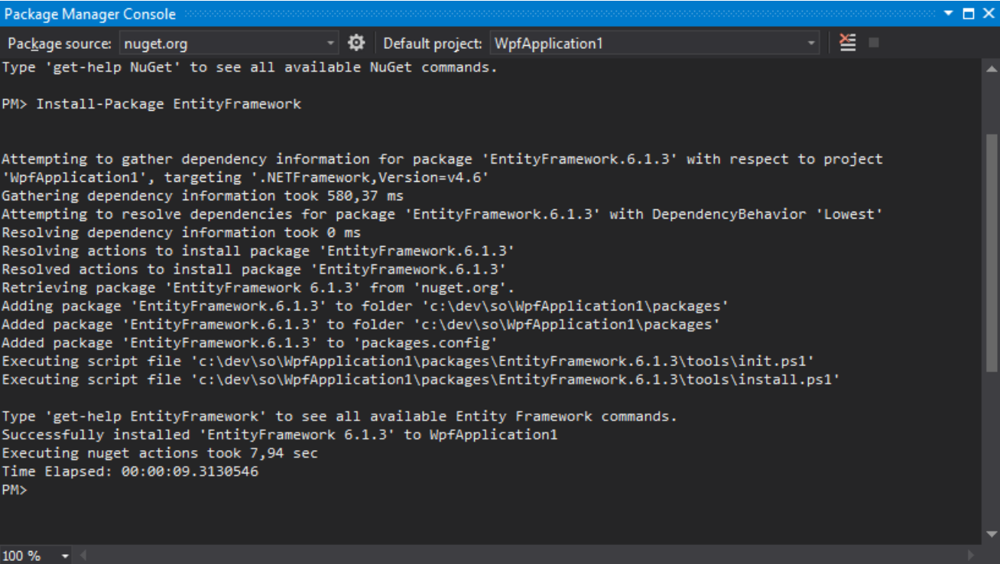 Package Manager Console
Package source: nuget.org Default project: WpfApplication1
Type 'get-help NuGet' to see all available NuGet commands.
PM> Install-Package EntityFramework
Attempting to gather dependency information for package 'EntityFramework.6.1.3' with respect to project
'WpfApplication1', targeting '.NETFramework,Version=v4.6'
Gathering dependency information took 580,37 ms
Attempting to resolve dependencies for package 'EntityFramework.6.1.3' with DependencyBehavior 'Lowest'
Resolving dependency information took 0 ms
Resolving actions to install package 'EntityFramework.6.1.3'
Resolved actions to install package 'EntityFramework.6.1.3'
Retrieving package 'EntityFramework 6.1.3' from 'nuget.org'.
Adding package 'EntityFramework.6.1.3' to folder 'c:\dev\so\WpfApplication1\packages'
Added package 'EntityFramework.6.1.3' to folder 'c:\dev\so\WpfApplication1\packages'
Added package 'EntityFramework.6.1.3' to 'packages.config'
Executing script file 'c:\dev\so\WpfApplication1\packages\EntityFramework.6.1.3\tools\init.ps1'
Executing script file 'c:\dev\so\WpfApplication1\packages\EntityFramework.6.1.3\tools\install.ps1'
Type 'get-help EntityFramework' to see all available Entity Framework commands.
Successfully installed 'EntityFramework 6.1.3' to WpfApplication1
Executing nuget actions took 7,94 sec
Time Elapsed: 00:00:09.3130546
PM>
100 %